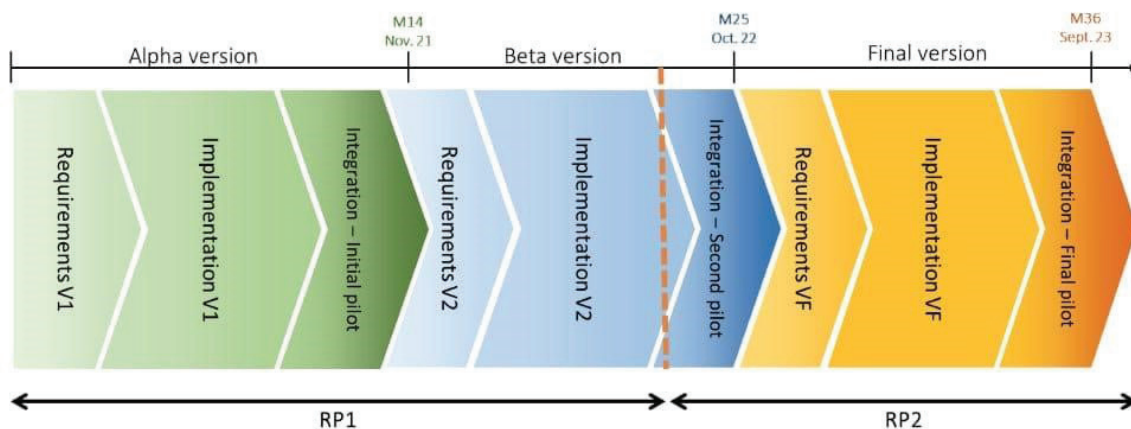 M14
Nov. 21
M25
Oct. 22
M36
Sept. 23
Alpha version
Beta version
Final version
Requirements V1
Implementation V1
Integration – Initial pilot
Requirements V2
Implementation V2
Integration – Second pilot
Requirements VF
Implementation VF
Integration – Final pilot
RP1
RP2